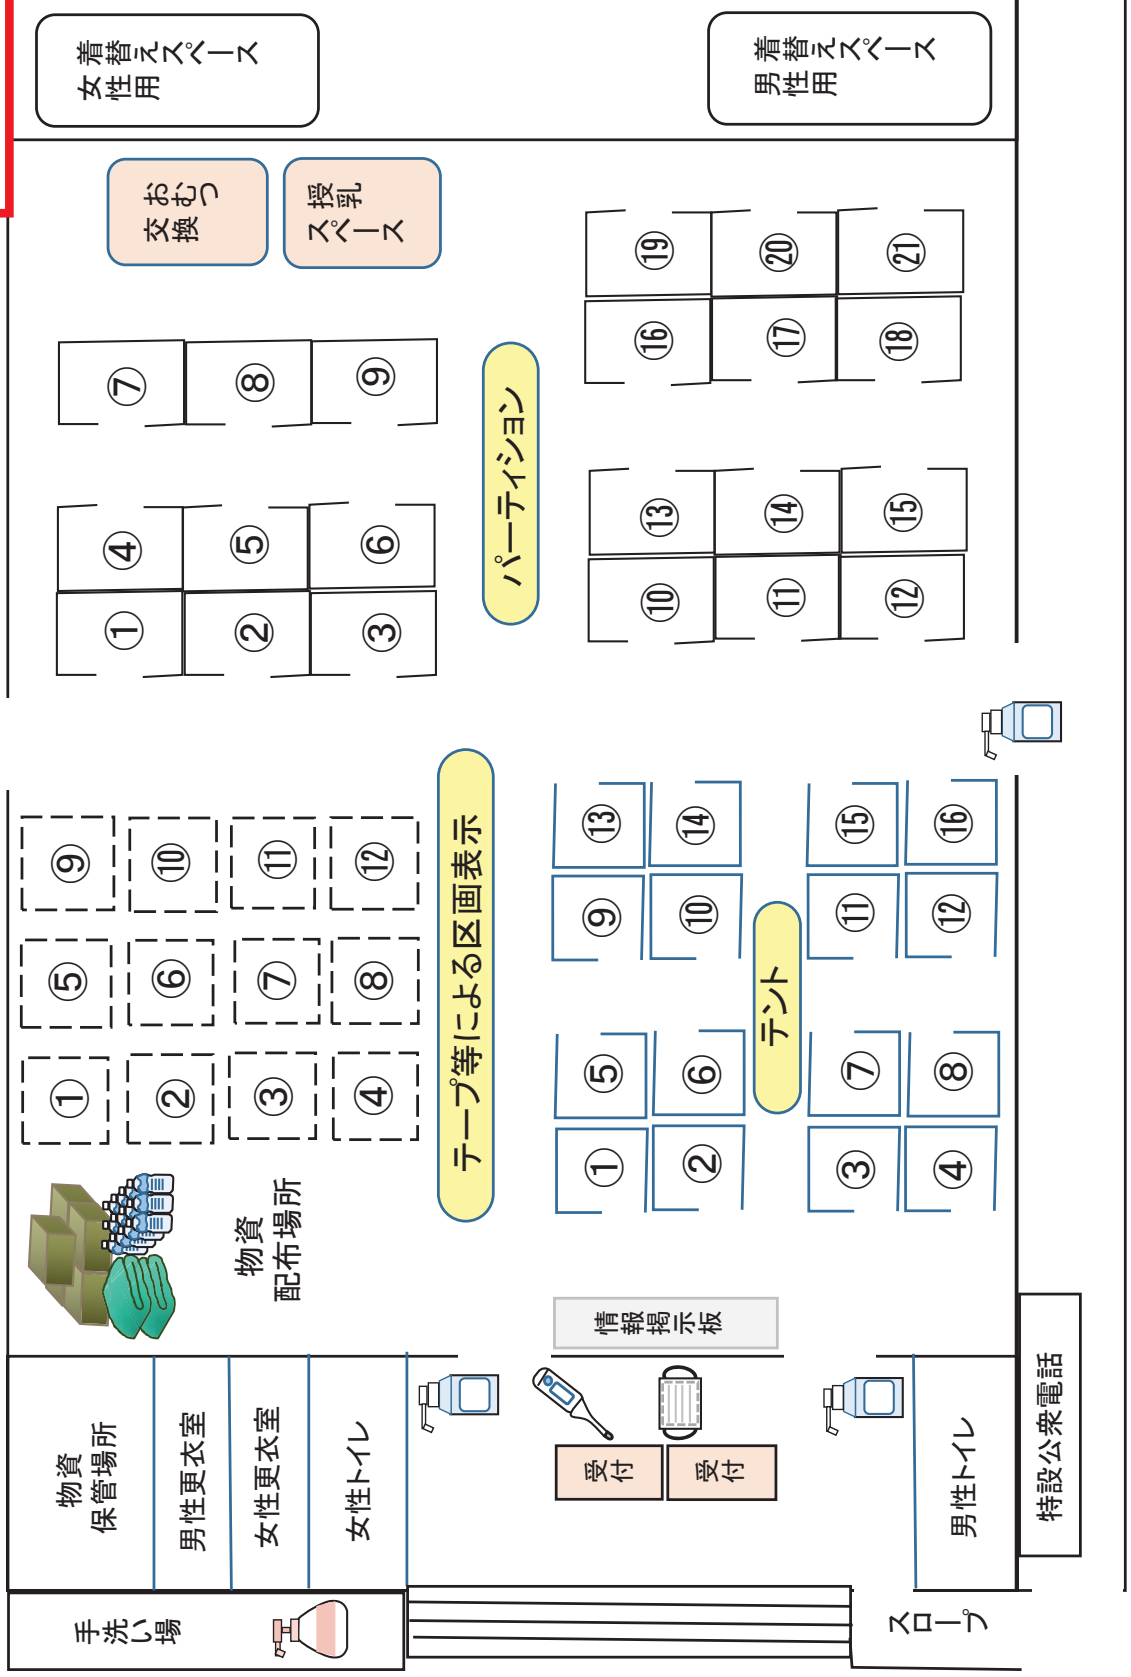 手洗い場
物資
保管場所
男性更衣室
女性更衣室
女性トイレ
受付
受付
男性トイレ
スロープ
特設公衆電話
情報掲示板
物資
配布場所
① ⑤ ⑨
② ⑥ ⑩
③ ⑦ ⑪
④ ⑧ ⑫
テープ等による区画表示
① ⑤ ⑨ ⑬
② ⑥ ⑩ ⑭
テント
③ ⑦ ⑪ ⑮
④ ⑧ ⑫ ⑯
① ④ ⑦
② ⑤ ⑧
③ ⑥ ⑨
パーティション
⑩ ⑬ ⑯ ⑲
⑪ ⑭ ⑰ ⑳
⑫ ⑮ ⑱ ㉑
おむつ
交換
授乳
スペース
着替えスペース
女性用
着替えスペース
男性用